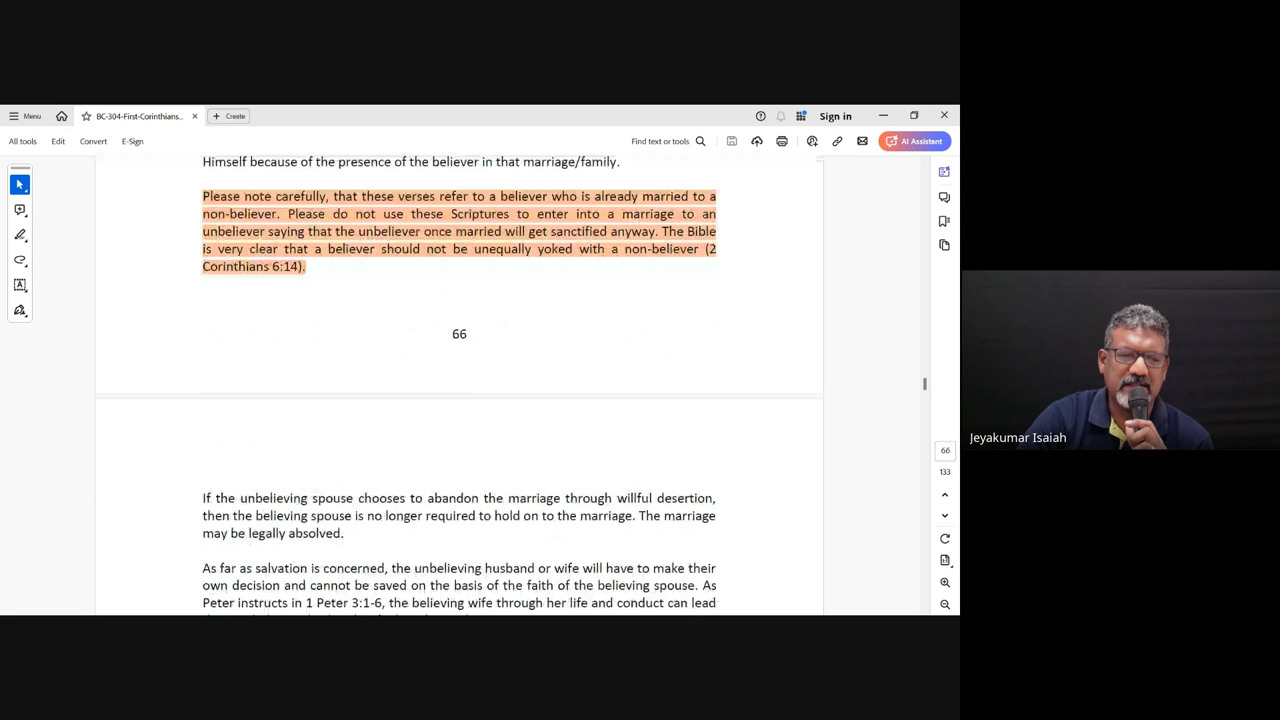 Menu
BC-304-First-Corinthians...
Create
Sign in
All tools
Edit
Convert
E-Sign
Find text or tools
AI Assistant
Himself because of the presence of the believer in that marriage/family.
Please note carefully, that these verses refer to a believer who is already married to a
non-believer. Please do not use these Scriptures to enter into a marriage to an
unbeliever saying that the unbeliever once married will get sanctified anyway. The Bible
is very clear that a believer should not be unequally yoked with a non-believer (2
Corinthians 6:14).
66
If the unbelieving spouse chooses to abandon the marriage through willful desertion,
then the believing spouse is no longer required to hold on to the marriage. The marriage
may be legally absolved.
As far as salvation is concerned, the unbelieving husband or wife will have to make their
own decision and cannot be saved on the basis of the faith of the believing spouse. As
Peter instructs in 1 Peter 3:1-6, the believing wife through her life and conduct can lead
66
133
Jeyakumar Isaiah